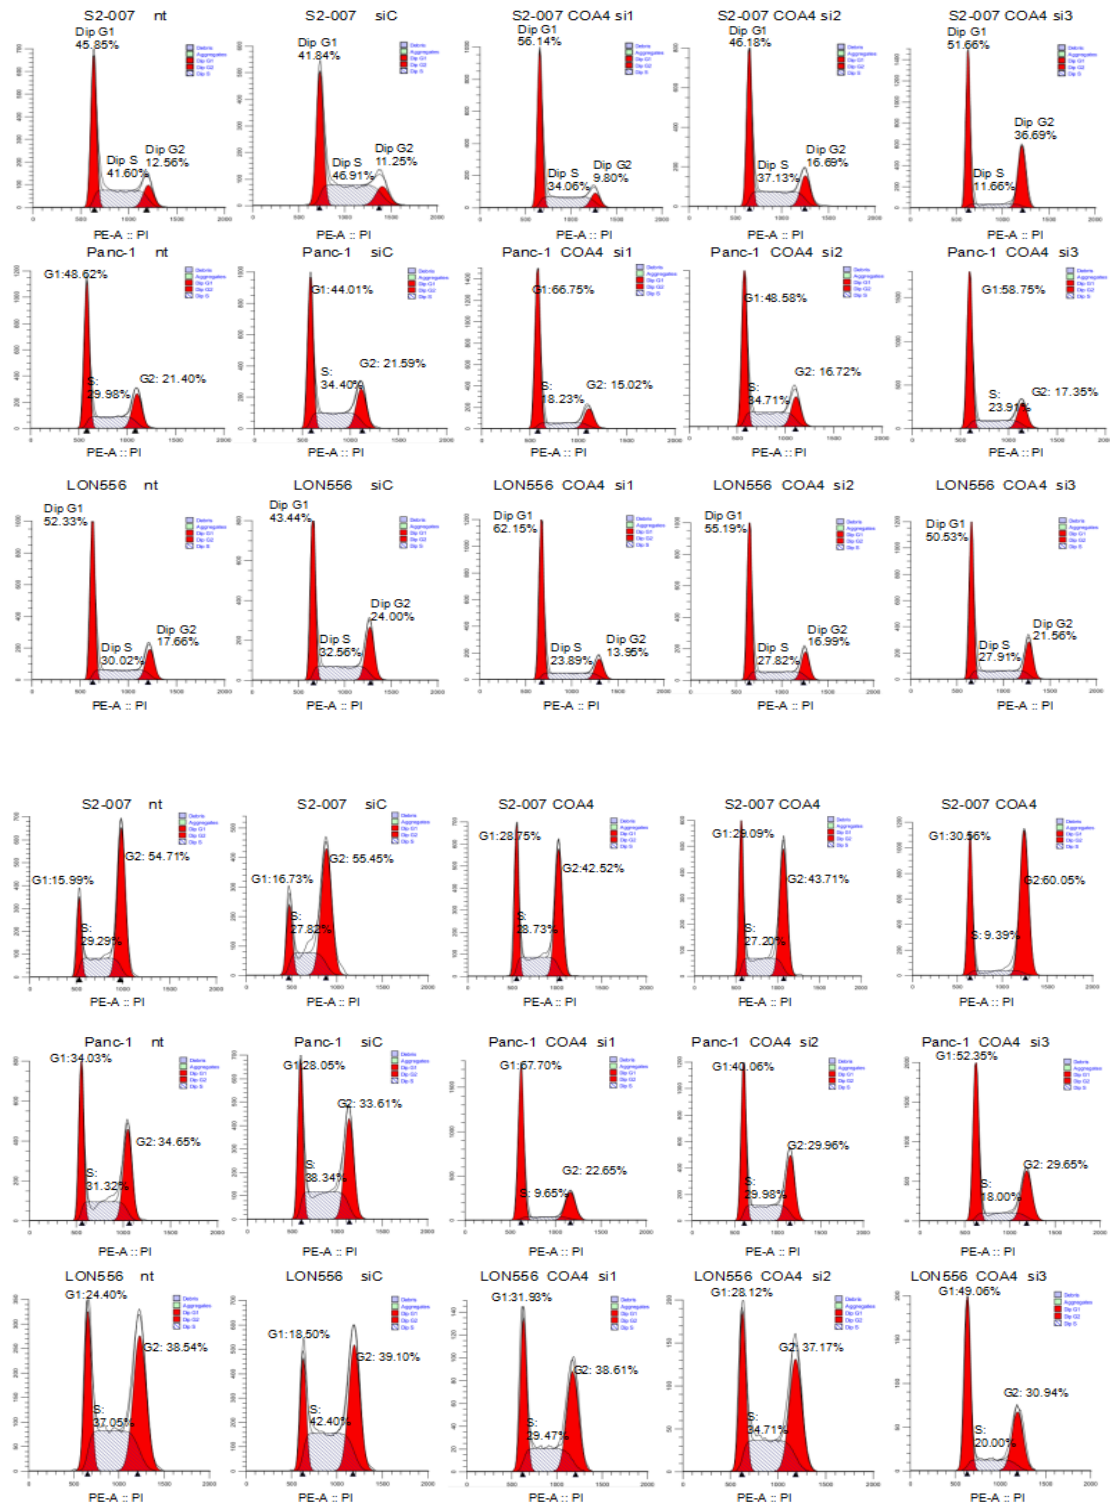 S2-007 nt
Dip G1
45.85%
Dip S
41.60%
Dip G2
12.56%
PE-A :: PI
S2-007 siC
Dip G1
41.84%
Dip S
46.91%
Dip G2
11.25%
PE-A :: PI
S2-007 COA4 si1
Dip G1
56.14%
Dip S
34.06%
Dip G2
9.80%
PE-A :: PI
S2-007 COA4 si2
Dip G1
46.18%
Dip S
37.13%
Dip G2
16.69%
PE-A :: PI
S2-007 COA4 si3
Dip G1
51.66%
Dip S
11.66%
Dip G2
36.69%
PE-A :: PI
Debris
Aggregates
Dip G1
Dip G2
Dip S
Panc-1 nt
G1:48.62%
S:
29.98%
G2: 21.40%
PE-A :: PI
Panc-1 siC
G1:44.01%
S:
34.40%
G2: 21.59%
PE-A :: PI
Panc-1 COA4 si1
G1:66.75%
S:
18.23%
G2: 15.02%
PE-A :: PI
Panc-1 COA4 si2
G1:48.58%
S:
34.71%
G2: 16.72%
PE-A :: PI
Panc-1 COA4 si3
G1:58.75%
S:
23.91%
G2: 17.35%
PE-A :: PI
LON556 nt
Dip G1
52.33%
Dip S
30.02%
Dip G2
17.66%
PE-A :: PI
LON556 siC
Dip G1
43.44%
Dip S
32.56%
Dip G2
24.00%
PE-A :: PI
LON556 COA4 si1
Dip G1
62.15%
Dip S
23.89%
Dip G2
13.95%
PE-A :: PI
LON556 COA4 si2
Dip G1
55.19%
Dip S
27.82%
Dip G2
16.99%
PE-A :: PI
LON556 COA4 si3
Dip G1
50.53%
Dip S
27.91%
Dip G2
21.56%
PE-A :: PI
S2-007 nt
G1:15.99%
S:
29.29%
G2: 54.71%
PE-A :: PI
S2-007 siC
G1:16.73%
S:
27.82%
G2: 55.45%
PE-A :: PI
S2-007 COA4
G1:28.75%
S:
28.73%
G2:42.52%
PE-A :: PI
S2-007 COA4
G1:29.09%
S:
27.20%
G2:43.71%
PE-A :: PI
S2-007 COA4
G1:30.56%
S: 9.39%
G2:60.05%
PE-A :: PI
Panc-1 nt
G1:34.03%
S:
31.32%
G2: 34.65%
PE-A :: PI
Panc-1 siC
G1:28.05%
S:
38.34%
G2: 33.61%
PE-A :: PI
Panc-1 COA4 si1
G1:67.70%
S: 9.65%
G2: 22.65%
PE-A :: PI
Panc-1 COA4 si2
G1:40.06%
S:
29.98%
G2:29.96%
PE-A :: PI
Panc-1 COA4 si3
G1:52.35%
S:
18.00%
G2:29.65%
PE-A :: PI
LON556 nt
G1:24.40%
S:
37.05%
G2: 38.54%
PE-A :: PI
LON556 siC
G1:18.50%
S:
42.40%
G2: 39.10%
PE-A :: PI
LON556 COA4 si1
G1:31.93%
S:
29.47%
G2: 38.61%
PE-A :: PI
LON556 COA4 si2
G1:28.12%
S:
34.71%
G2: 37.17%
PE-A :: PI
LON556 COA4 si3
G1:49.06%
S:
20.00%
G2: 30.94%
PE-A :: PI